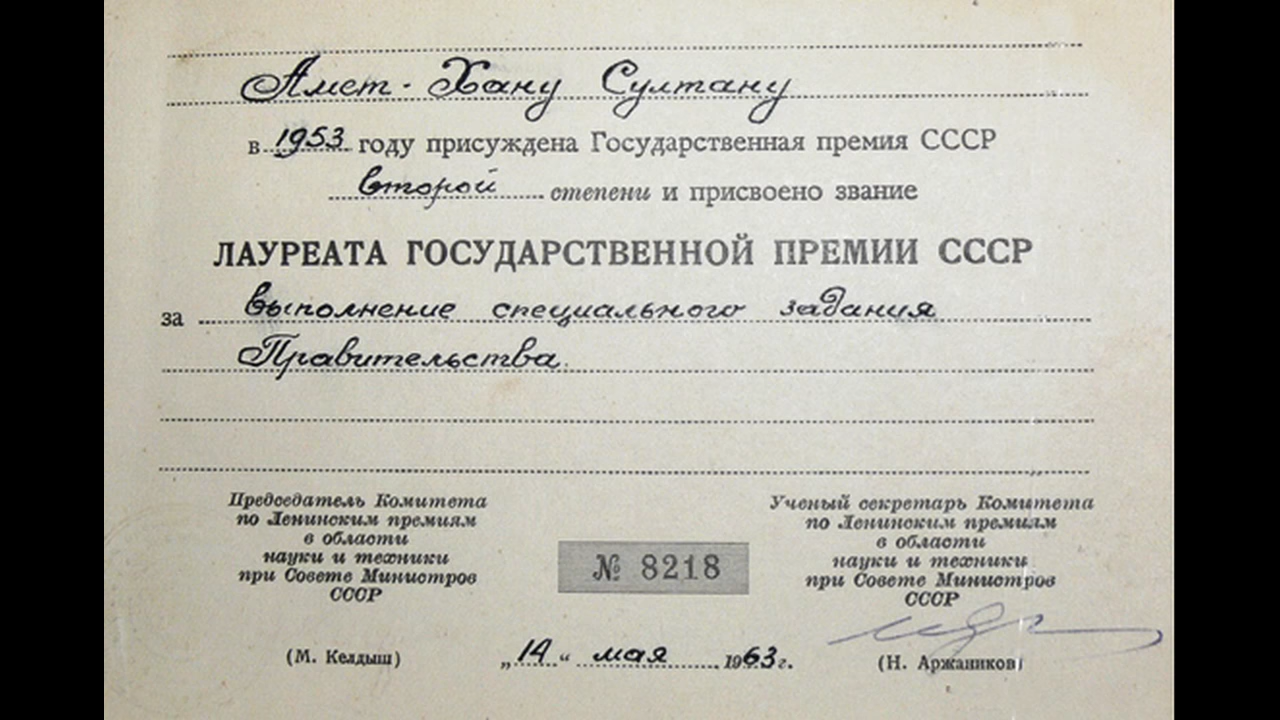 Амет-Хану Султану
в 1953 году присуждена Государственная премия СССР
второй степени и присвоено звание
ЛАУРЕАТА ГОСУДАРСТВЕННОЙ ПРЕМИИ СССР
за выполнение специального задания
Правительства.
Председатель Комитета
по Ленинским премиям
в области
науки и техники
при Совете Министров
СССР
(М. Келдыш)
№ 8218
„14“ мая 1963 г.
Ученый секретарь Комитета
по Ленинским премиям
в области
науки и техники
при Совете Министров
СССР
(Н. Аржаников)